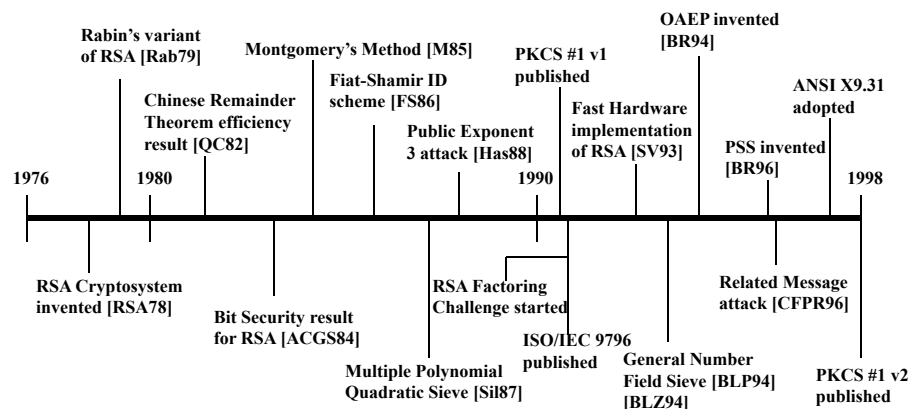 OAEP invented
[BR94]
Rabin's variant
of RSA [Rab79]
Montgomery's Method [M85]
PKCS #1 v1
published
Fiat-Shamir ID
scheme [FS86]
ANSI X9.31
adopted
Chinese Remainder
Theorem efficiency
result [QC82]
Fast Hardware
implementation
of RSA [SV93]
Public Exponent
3 attack [Has88]
PSS invented
[BR96]
1976
1980
1990
1998
RSA Cryptosystem
invented [RSA78]
Bit Security result
for RSA [ACGS84]
RSA Factoring
Challenge started
Related Message
attack [CFPR96]
ISO/IEC 9796
published
Multiple Polynomial
Quadratic Sieve [Sil87]
General Number
Field Sieve [BLP94]
[BLZ94]
PKCS #1 v2
published